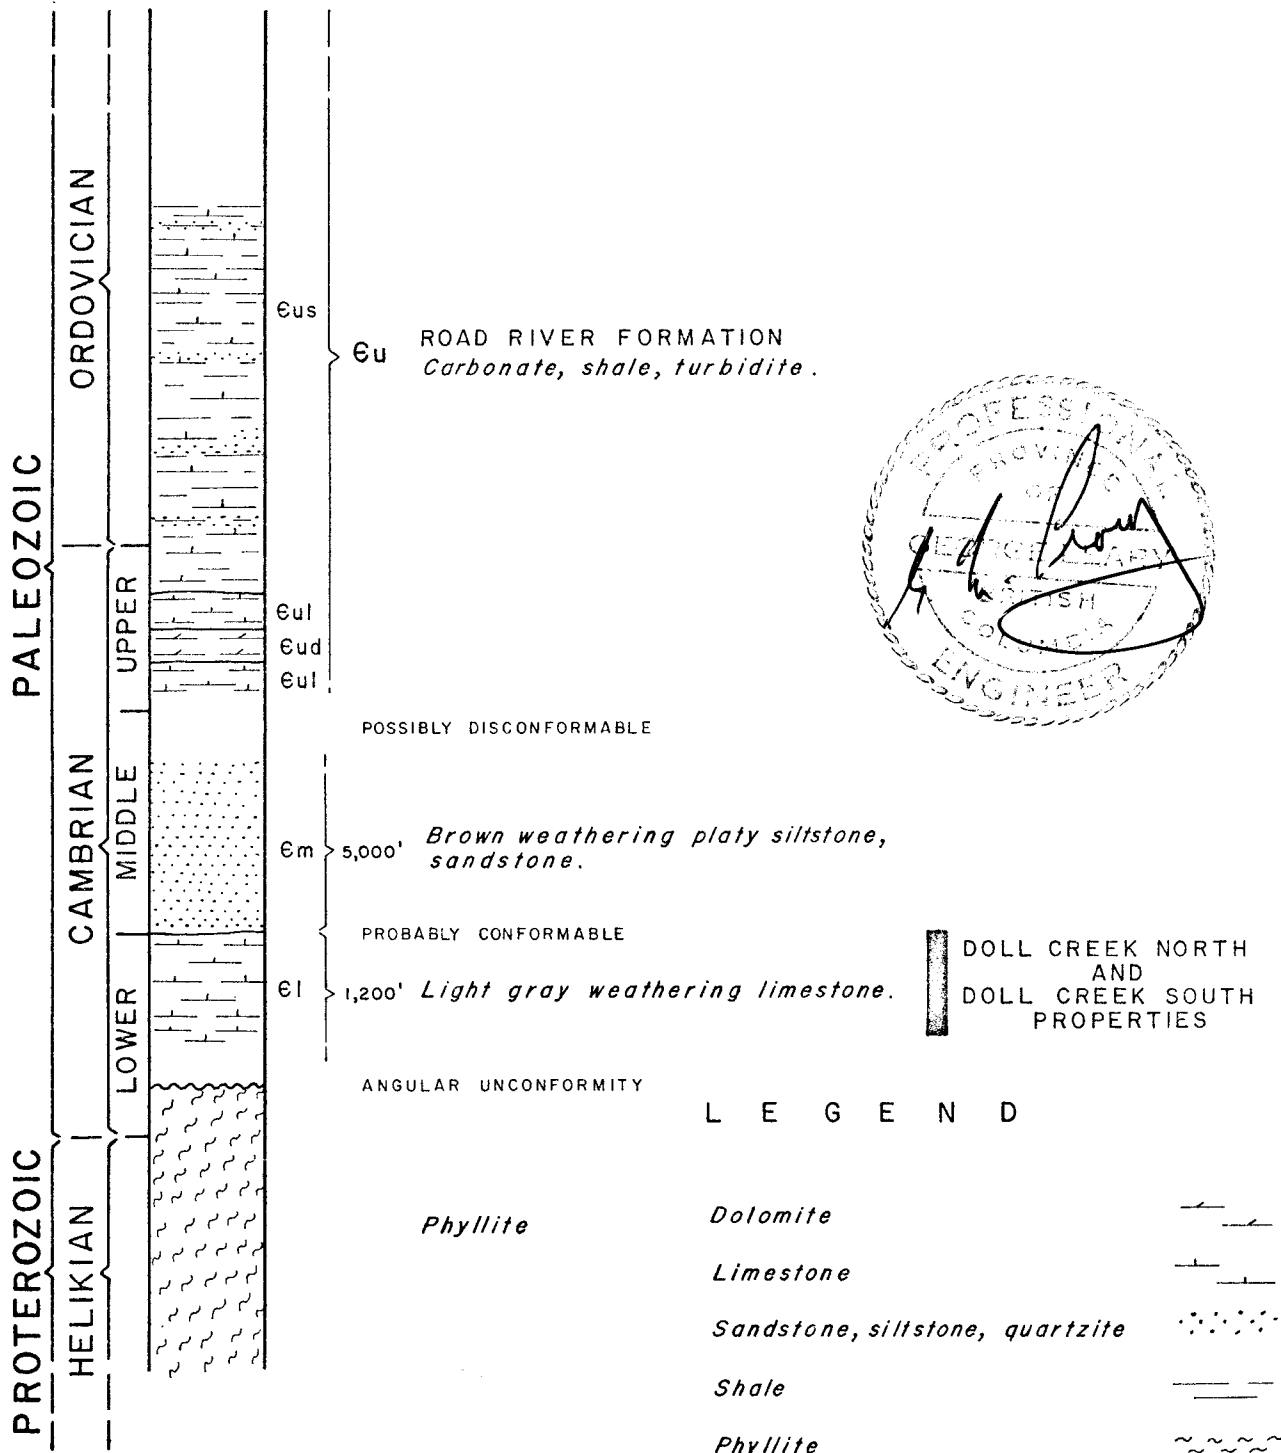 PALEOZOIC
PROTEROZOIC
ORDOVICIAN
CAMBRIAN
HELIKIAN
UPPER
MIDDLE
LOWER
Єus
Єu
ROAD RIVER FORMATION
Carbonate, shale, turbidite.
Єul
Єud
Єul
POSSIBLY DISCONFORMABLE
Єm
5,000' Brown weathering platy siltstone,
sandstone.
PROBABLY CONFORMABLE
Єl
1,200' Light gray weathering limestone.
ANGULAR UNCONFORMITY
Phyllite
PROFESSIONAL
PROVINCE
OF
GEORGE
BRITISH
COLUMBIA
ENGINEER
DOLL CREEK NORTH
AND
DOLL CREEK SOUTH
PROPERTIES
LEGEND
Dolomite
Limestone
Sandstone, siltstone, quartzite
Shale
Phyllite